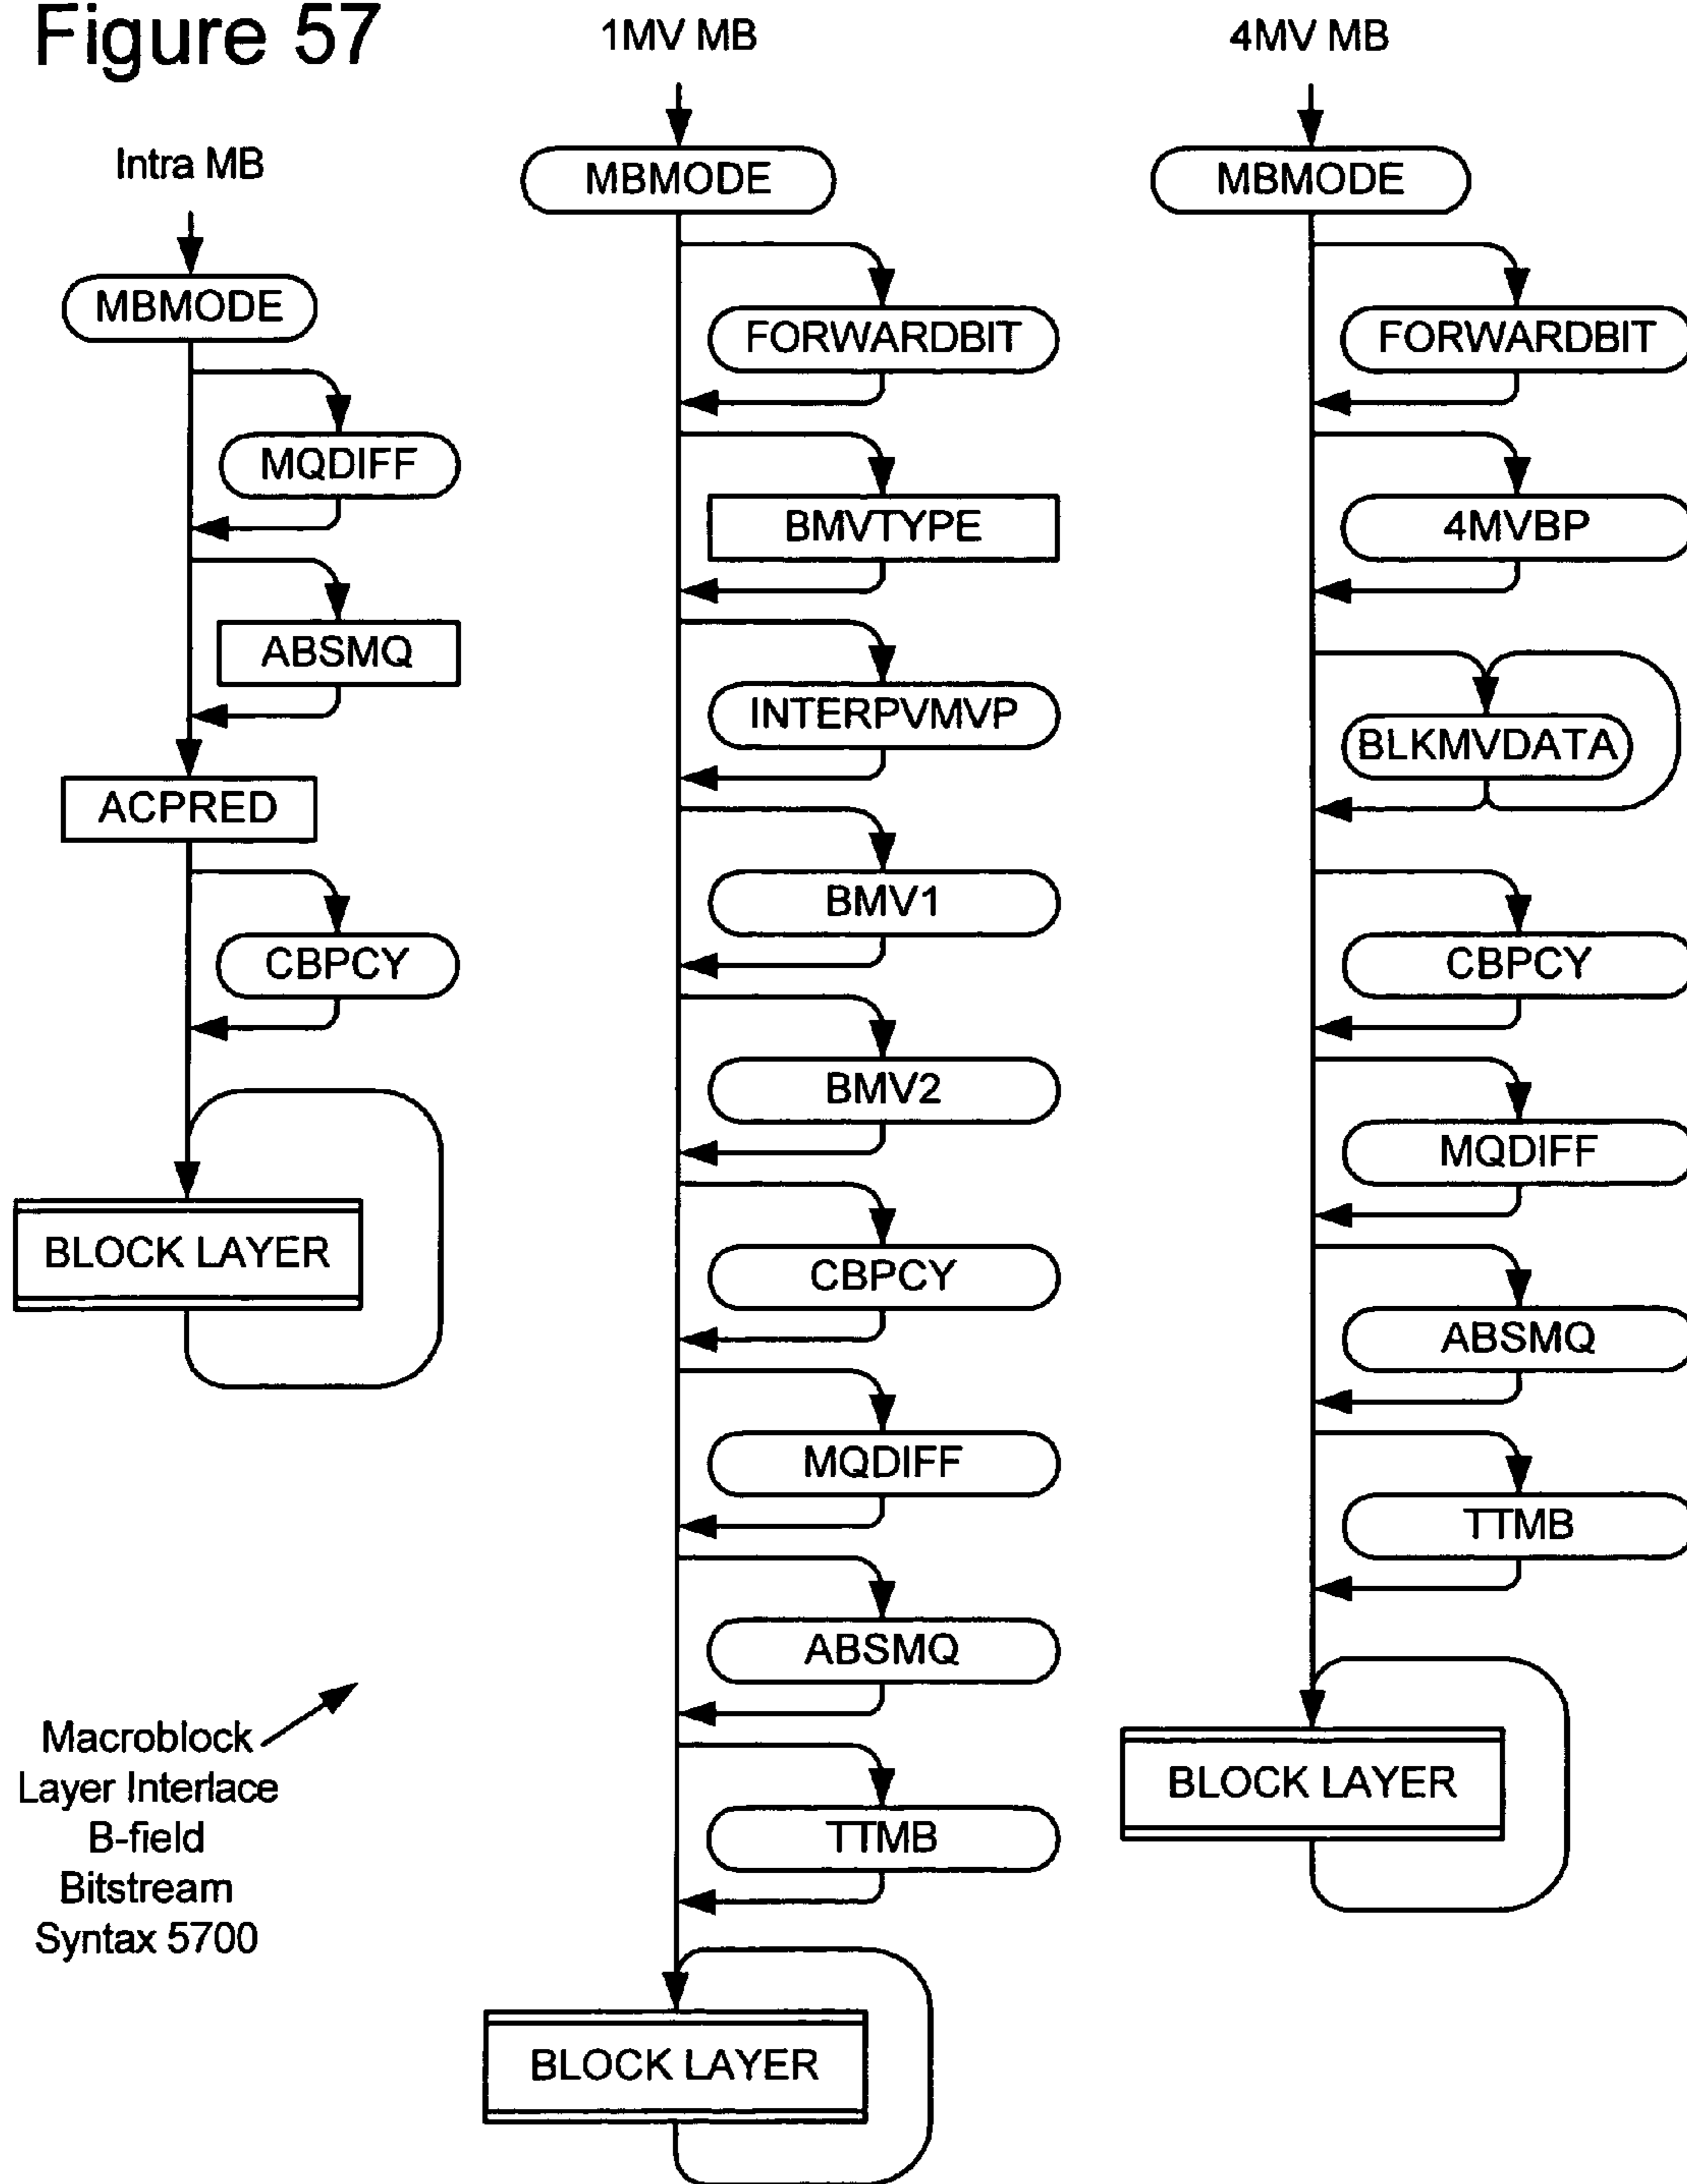 Figure 57
Intra MB
MBMODE
MQDIFF
ABSMQ
ACPRED
CBPCY
BLOCK LAYER
1MV MB
MBMODE
FORWARDBIT
BMVTYPE
INTERPVMVP
BMV1
BMV2
CBPCY
MQDIFF
ABSMQ
TTMB
BLOCK LAYER
4MV MB
MBMODE
FORWARDBIT
4MVBP
BLKMVDATA
CBPCY
MQDIFF
ABSMQ
TTMB
BLOCK LAYER
Macroblock
Layer Interlace
B-field
Bitstream
Syntax 5700